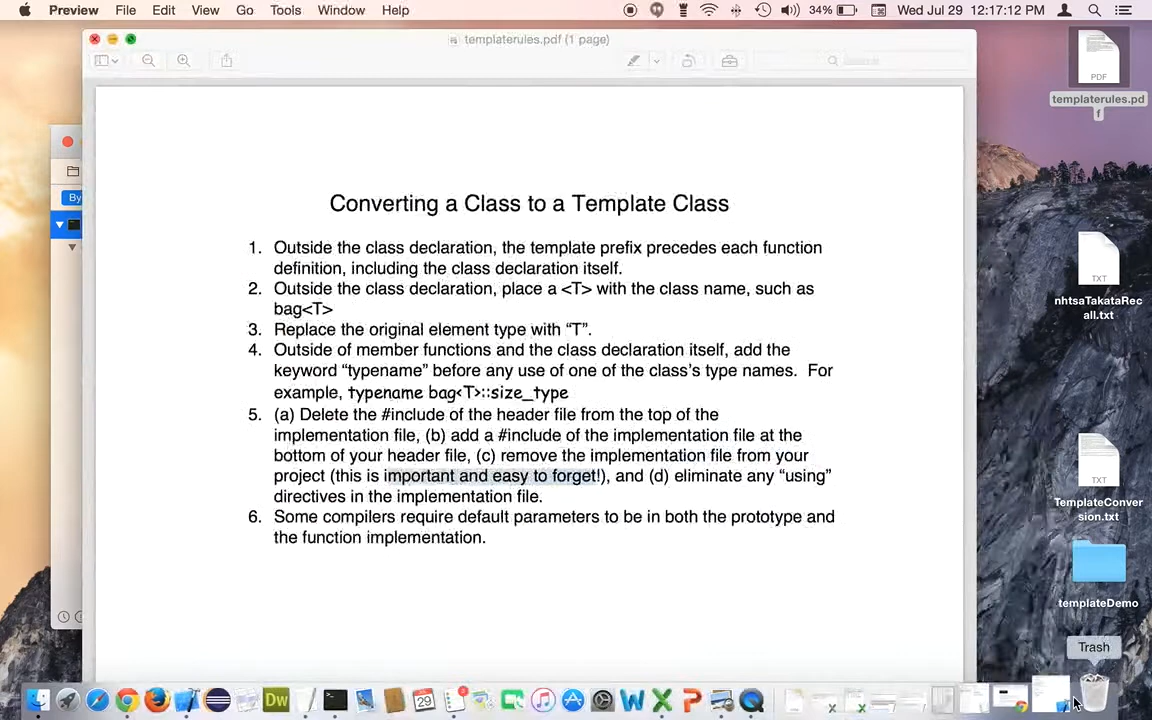 Preview File Edit View Go Tools Window Help 34% Wed Jul 29 12:17:12 PM
templaterules.pdf (1 page)
Search
PDF
templaterules.pd
f
By
Converting a Class to a Template Class
1. Outside the class declaration, the template prefix precedes each function
definition, including the class declaration itself.
2. Outside the class declaration, place a <T> with the class name, such as
bag<T>
3. Replace the original element type with “T”.
4. Outside of member functions and the class declaration itself, add the
keyword “typename” before any use of one of the class’s type names. For
example, typename bag<T>::size_type
5. (a) Delete the #include of the header file from the top of the
implementation file, (b) add a #include of the implementation file at the
bottom of your header file, (c) remove the implementation file from your
project (this is important and easy to forget!), and (d) eliminate any “using”
directives in the implementation file.
6. Some compilers require default parameters to be in both the prototype and
the function implementation.
TXT
nhtsaTakataRec
all.txt
TXT
TemplateConver
sion.txt
templateDemo
Trash
Dw
29